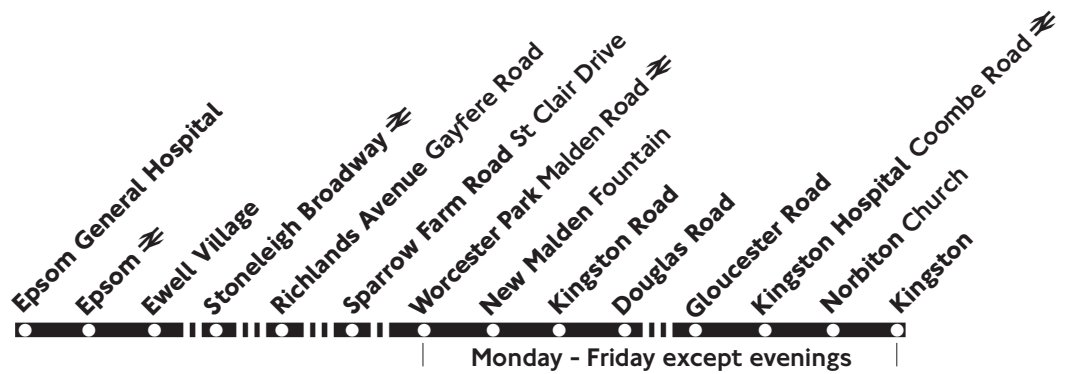 Epsom General Hospital
Epsom
Ewell Village
Stoneleigh Broadway
Richlands Avenue Gayfere Road
Sparrow Farm Road St Clair Drive
Worcester Park Malden Road
New Malden Fountain
Kingston Road
Douglas Road
Gloucester Road
Kingston Hospital Coombe Road
Norbiton Church
Kingston
Monday - Friday except evenings